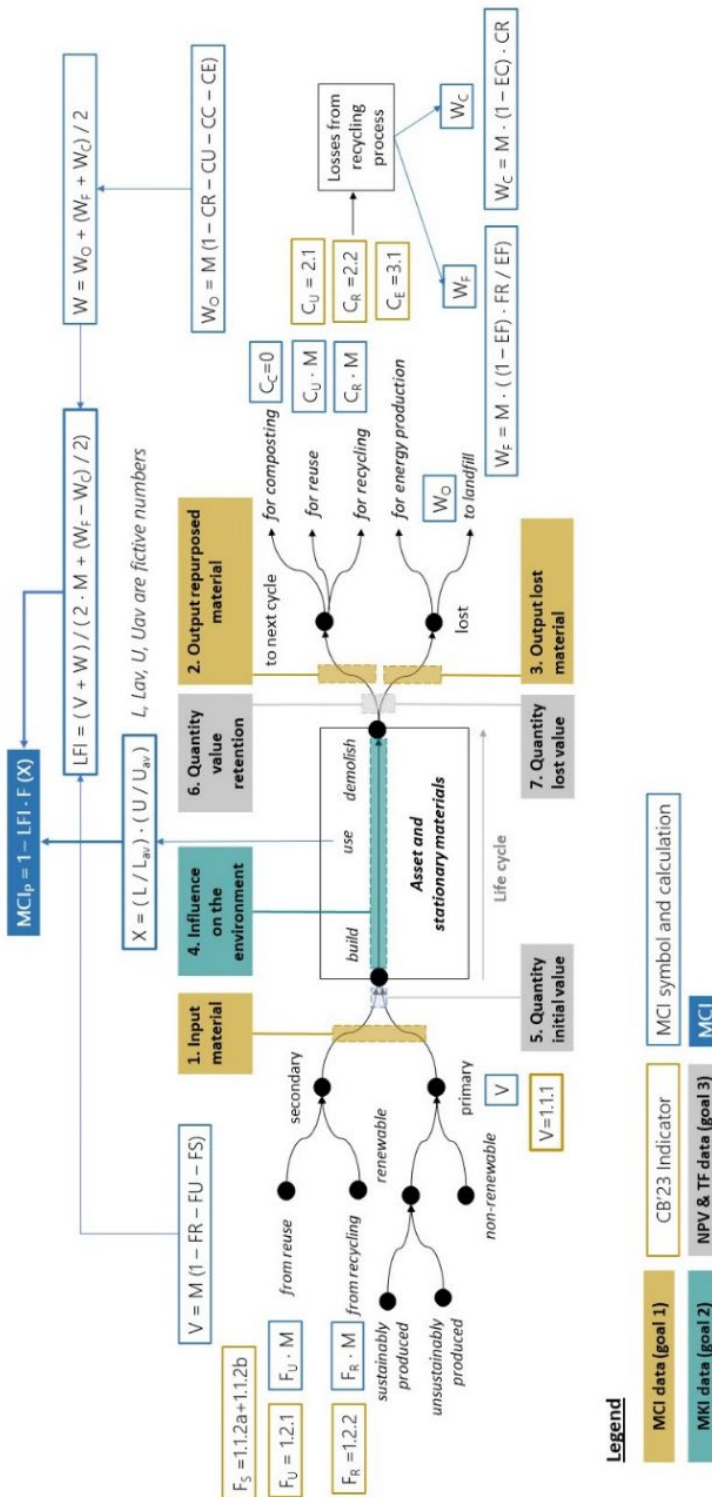 MCIₚ = 1 − LFI · F (X)
X = ( L / Lₐᵥ ) · ( U / Uₐᵥ )
L, Lav, U, Uav are fictive numbers
LFI = ( V + W ) / ( 2 · M + (W_F − W_C) / 2)
W = W_O + (W_F + W_C) / 2
V = M (1 − FR − FU − FS)
W_O = M (1 − CR − CU − CC − CE)
F_S = 1.1.2a+1.1.2b
F_U = 1.2.1
F_U · M
F_R = 1.2.2
F_R · M
from reuse
from recycling
secondary
sustainably
produced
unsustainably
produced
renewable
non-renewable
primary
V
V=1.1.1
1. Input
material
4. Influence
on the
environment
5. Quantity
initial value
build
use
demolish
Asset and
stationary materials
Life cycle
6. Quantity
value
retention
7. Quantity
lost value
2. Output repurposed
material
3. Output lost
material
to next cycle
lost
for composting
for reuse
for recycling
for energy production
to landfill
W_O
C_C=0
C_U · M
C_R · M
C_U = 2.1
C_R = 2.2
C_E = 3.1
Losses from
recycling
process
W_F
W_C
W_F = M · ( (1 − EF) · FR / EF)
W_C = M · (1 − EC) · CR
Legend
MCI data (goal 1)
CB'23 Indicator
MCI symbol and calculation
MKI data (goal 2)
NPV & TF data (goal 3)
MCI